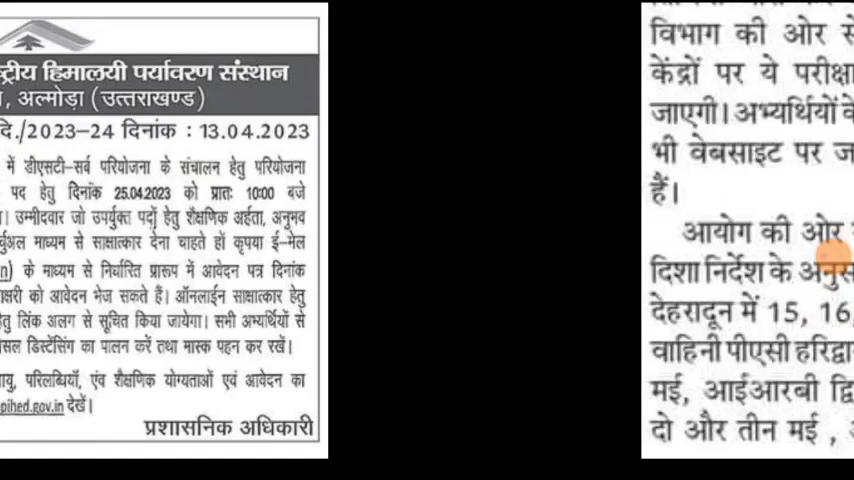 ष्ट्रीय हिमालयी पर्यावरण संस्थान
, अल्मोड़ा (उत्तराखण्ड)
दि./2023–24 दिनांक : 13.04.2023
में डीएसटी–सर्ब परियोजना के संचालन हेतु परियोजना
पद हेतु दिनांक 25.04.2023 को प्रातः 10:00 बजे
। उम्मीदवार जो उपर्युक्त पदों हेतु शैक्षणिक अर्हता, अनुभव
र्चुअल माध्यम से साक्षात्कार देना चाहते हों कृपया ई–मेल
n) के माध्यम से निर्धारित प्रारूप में आवेदन पत्र दिनांक
को आवेदन भेज सकते हैं। ऑनलाईन साक्षात्कार हेतु
हेतु लिंक अलग से सूचित किया जायेगा। सभी अभ्यर्थियों से
सल डिस्टेंसिंग का पालन करें तथा मास्क पहन कर रखें।
आयु, परिलब्धियॉ, एंव शैक्षणिक योग्यताओं एवं आवेदन का
pihed.gov.in देखें।
प्रशासनिक अधिकारी
विभाग की ओर से
केंद्रों पर ये परीक्षा
जाएगी। अभ्यर्थियों के
भी वेबसाइट पर ज
हैं।
आयोग की ओर
दिशा निर्देश के अनुस
देहरादून में 15, 16,
वाहिनी पीएसी हरिद्वा
मई, आईआरबी द्वि
दो और तीन मई ,